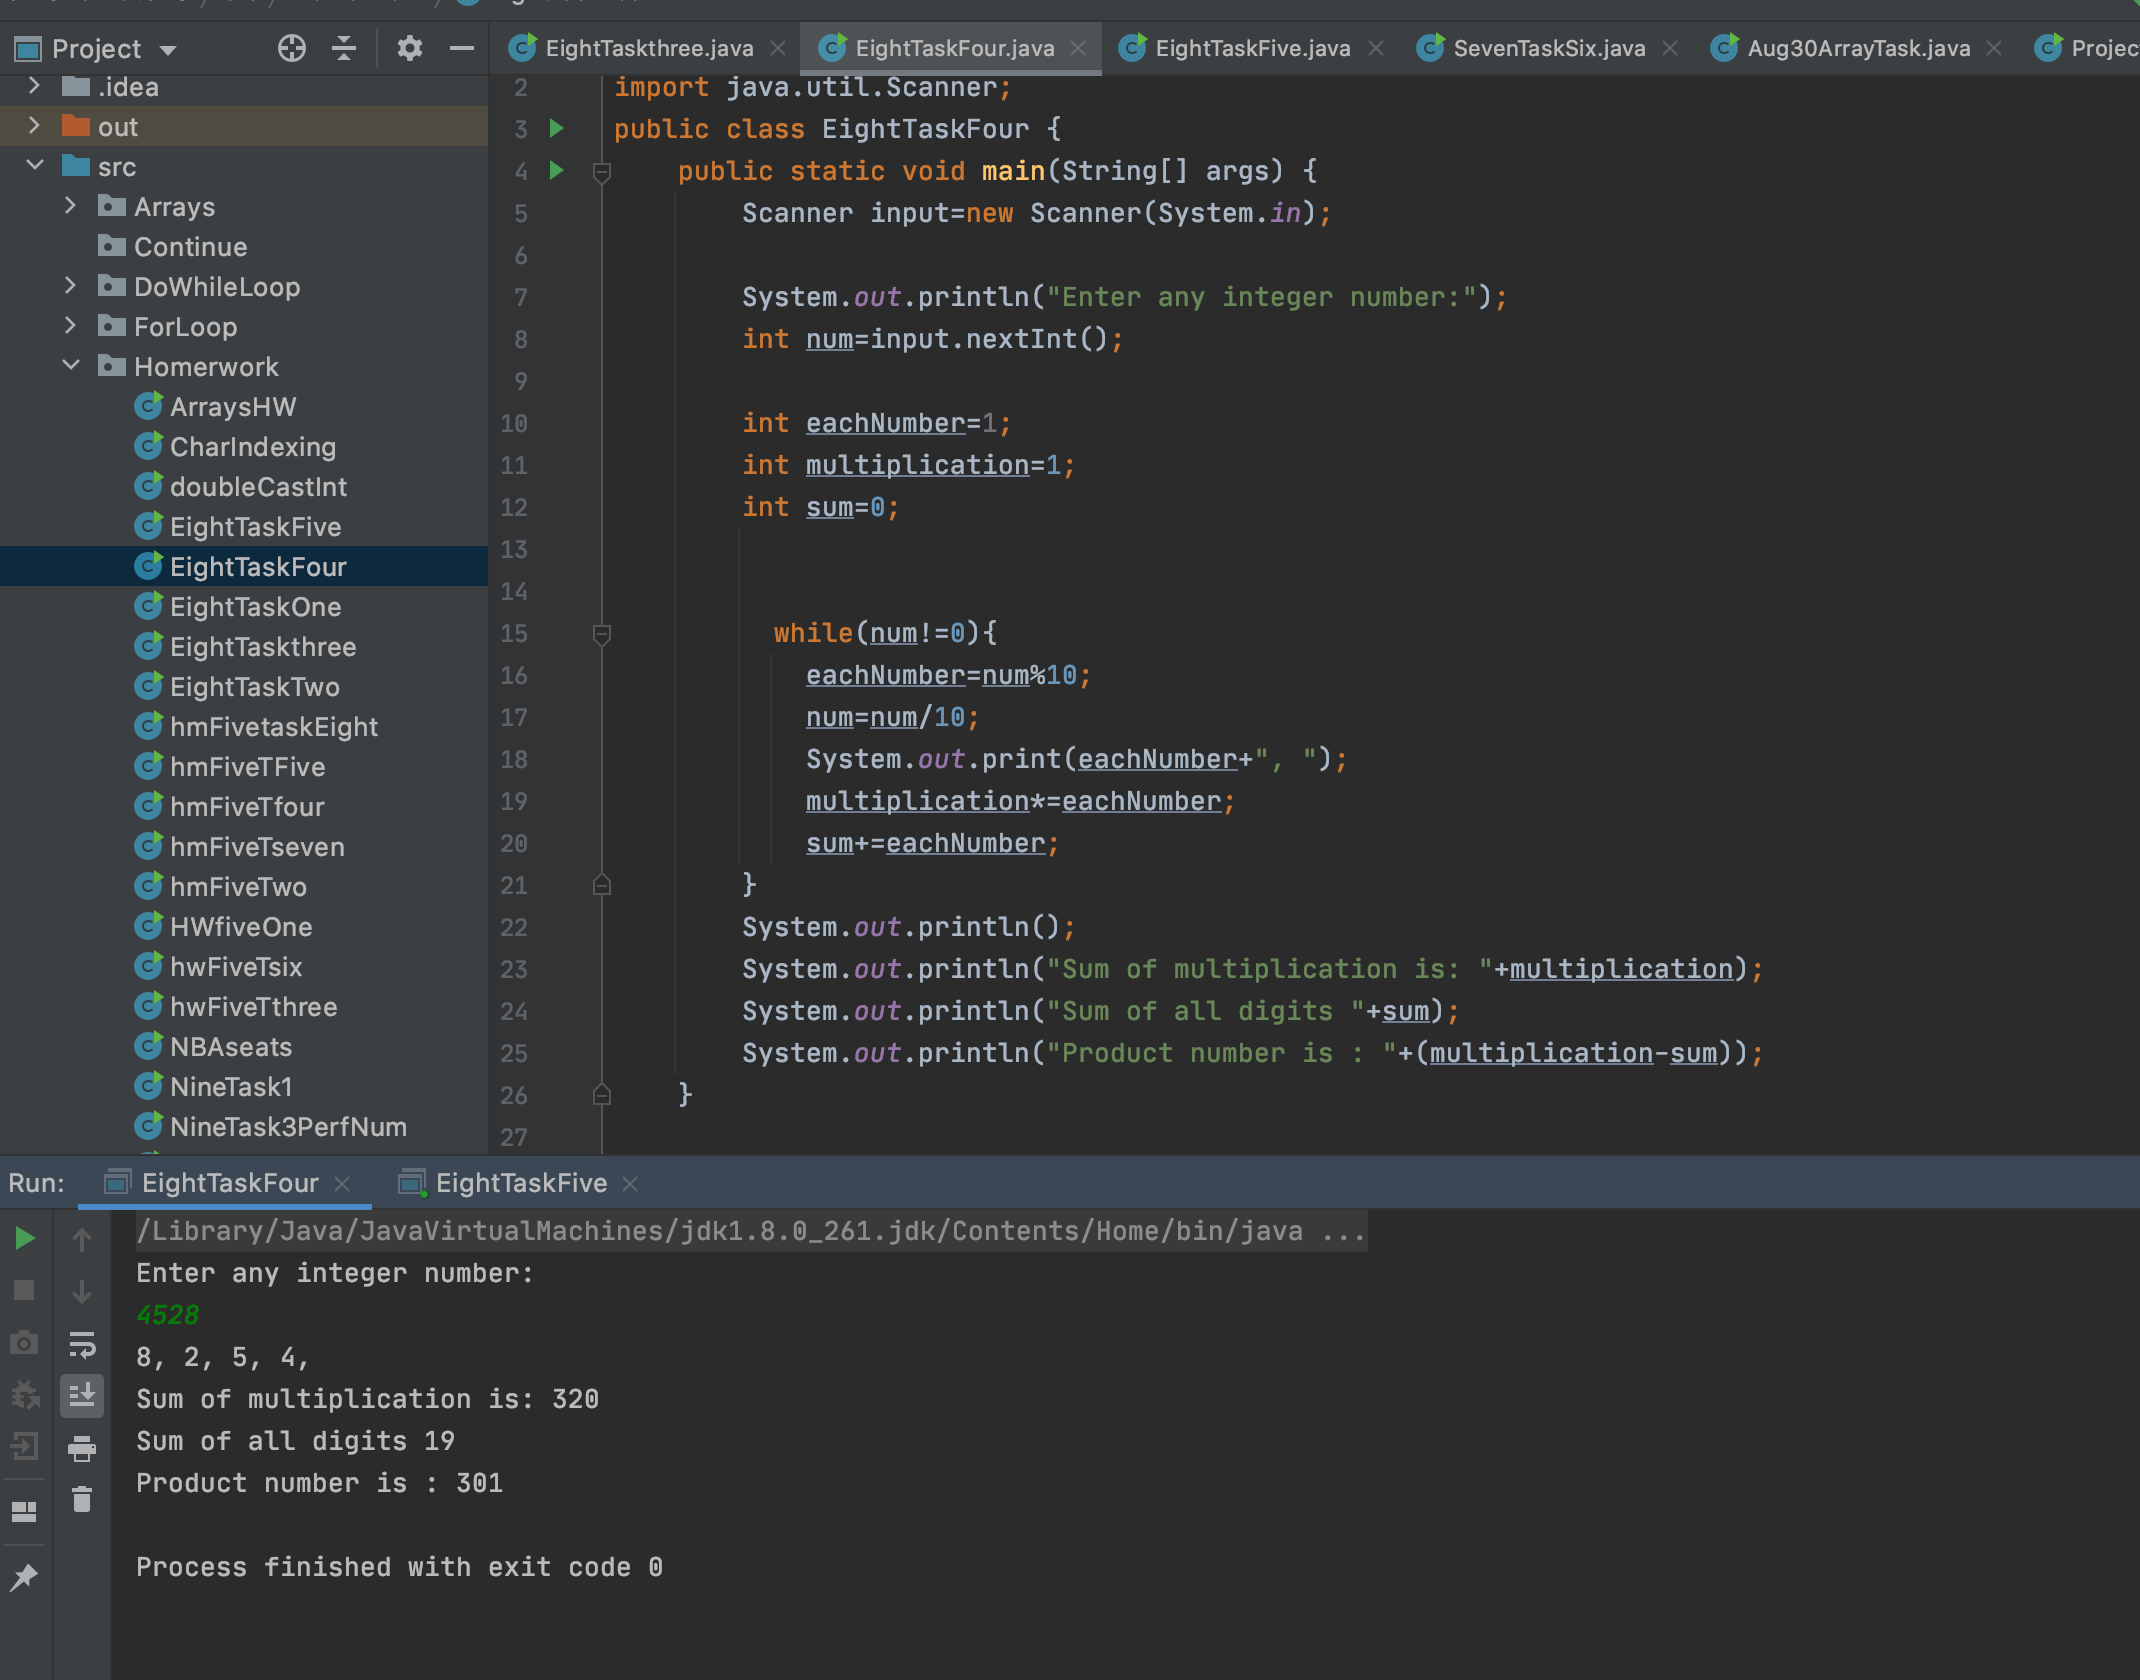 Project
EightTaskthree.java
EightTaskFour.java
EightTaskFive.java
SevenTaskSix.java
Aug30ArrayTask.java
Projec
.idea
out
src
Arrays
Continue
DoWhileLoop
ForLoop
Homerwork
ArraysHW
CharIndexing
doubleCastInt
EightTaskFive
EightTaskFour
EightTaskOne
EightTaskthree
EightTaskTwo
hmFivetaskEight
hmFiveTFive
hmFiveTfour
hmFiveTseven
hmFiveTwo
HWfiveOne
hwFiveTsix
hwFiveTthree
NBAseats
NineTask1
NineTask3PerfNum
2 import java.util.Scanner;
3 public class EightTaskFour {
4 public static void main(String[] args) {
5 Scanner input=new Scanner(System.in);
6
7 System.out.println("Enter any integer number:");
8 int num=input.nextInt();
9
10 int eachNumber=1;
11 int multiplication=1;
12 int sum=0;
13
14
15 while(num!=0){
16 eachNumber=num%10;
17 num=num/10;
18 System.out.print(eachNumber+", ");
19 multiplication*=eachNumber;
20 sum+=eachNumber;
21 }
22 System.out.println();
23 System.out.println("Sum of multiplication is: "+multiplication);
24 System.out.println("Sum of all digits "+sum);
25 System.out.println("Product number is : "+(multiplication-sum));
26 }
27
Run: EightTaskFour EightTaskFive
/Library/Java/JavaVirtualMachines/jdk1.8.0_261.jdk/Contents/Home/bin/java ...
Enter any integer number:
4528
8, 2, 5, 4,
Sum of multiplication is: 320
Sum of all digits 19
Product number is : 301
Process finished with exit code 0